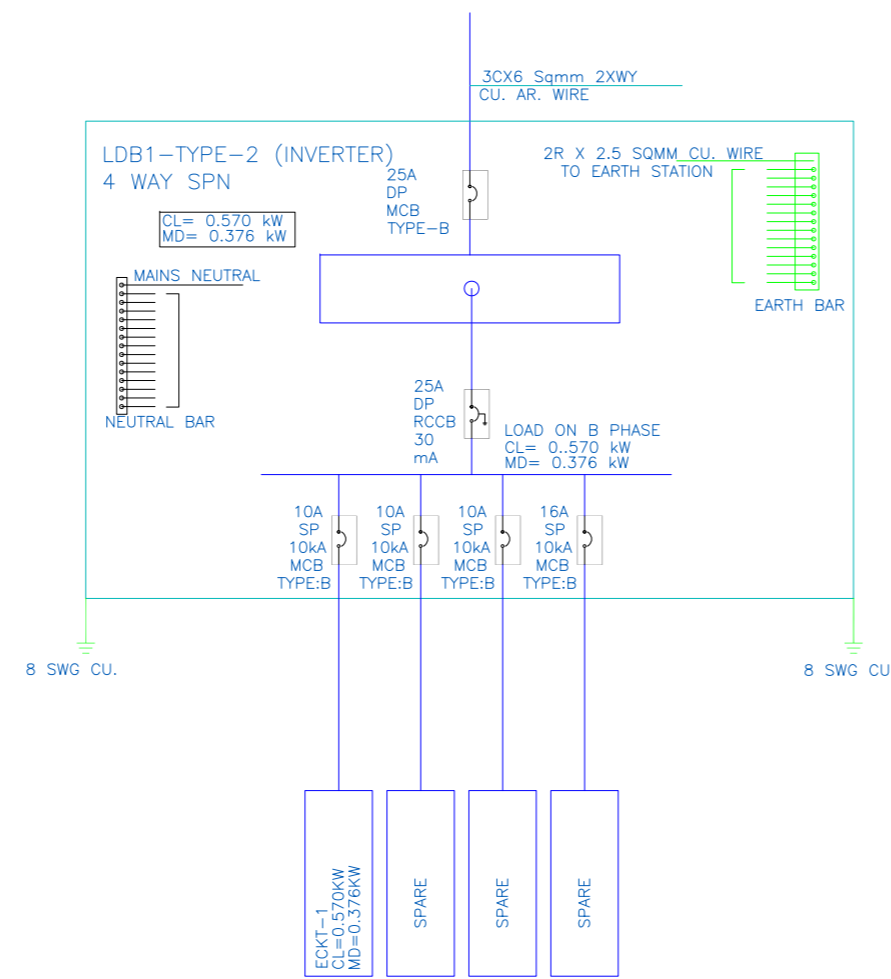 3CX6 Sqmm 2XWY
CU. AR. WIRE
LDB1-TYPE-2 (INVERTER)
4 WAY SPN
CL= 0.570 kW
MD= 0.376 kW
25A
DP
MCB
TYPE-B
2R X 2.5 SQMM CU. WIRE
TO EARTH STATION
MAINS NEUTRAL
NEUTRAL BAR
EARTH BAR
25A
DP
RCCB
30
mA
LOAD ON B PHASE
CL= 0..570 kW
MD= 0.376 kW
10A
SP
10kA
MCB
TYPE:B
10A
SP
10kA
MCB
TYPE:B
10A
SP
10kA
MCB
TYPE:B
16A
SP
10kA
MCB
TYPE:B
8 SWG CU.
8 SWG CU
ECKT-1
CL=0.570KW
MD=0.376KW
SPARE
SPARE
SPARE